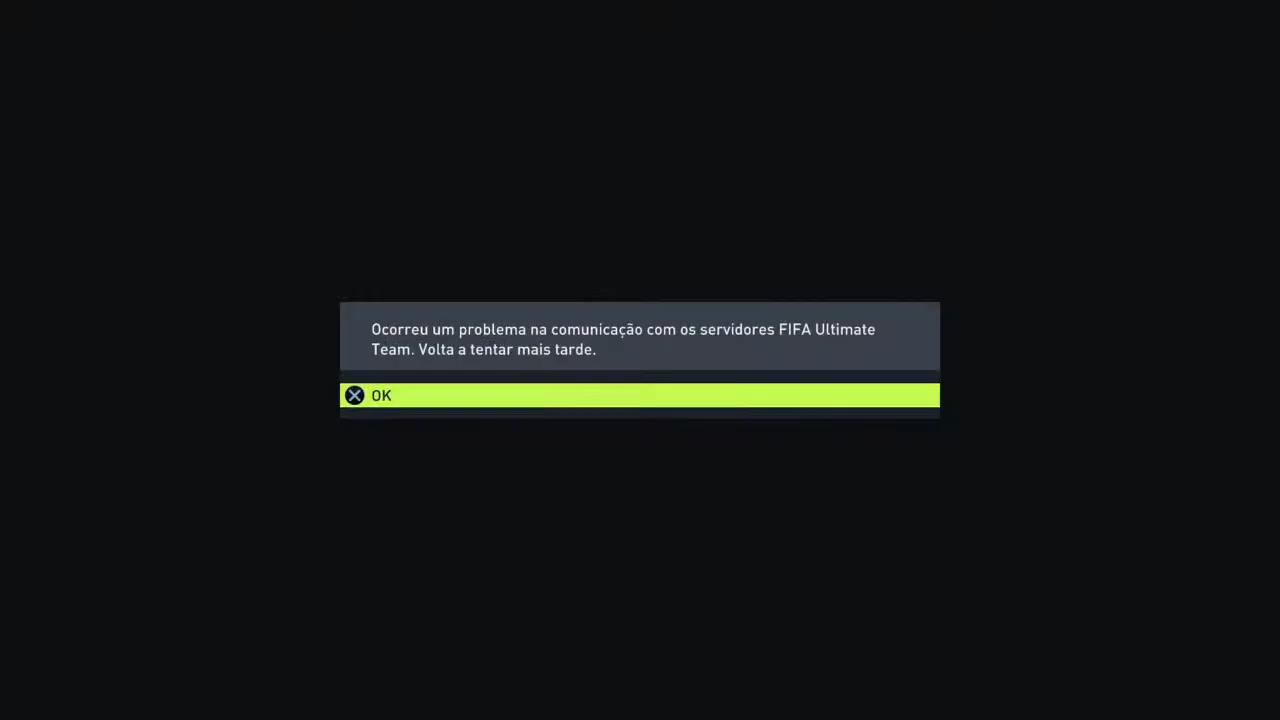 Ocorreu um problema na comunicação com os servidores FIFA Ultimate
Team. Volta a tentar mais tarde.
OK